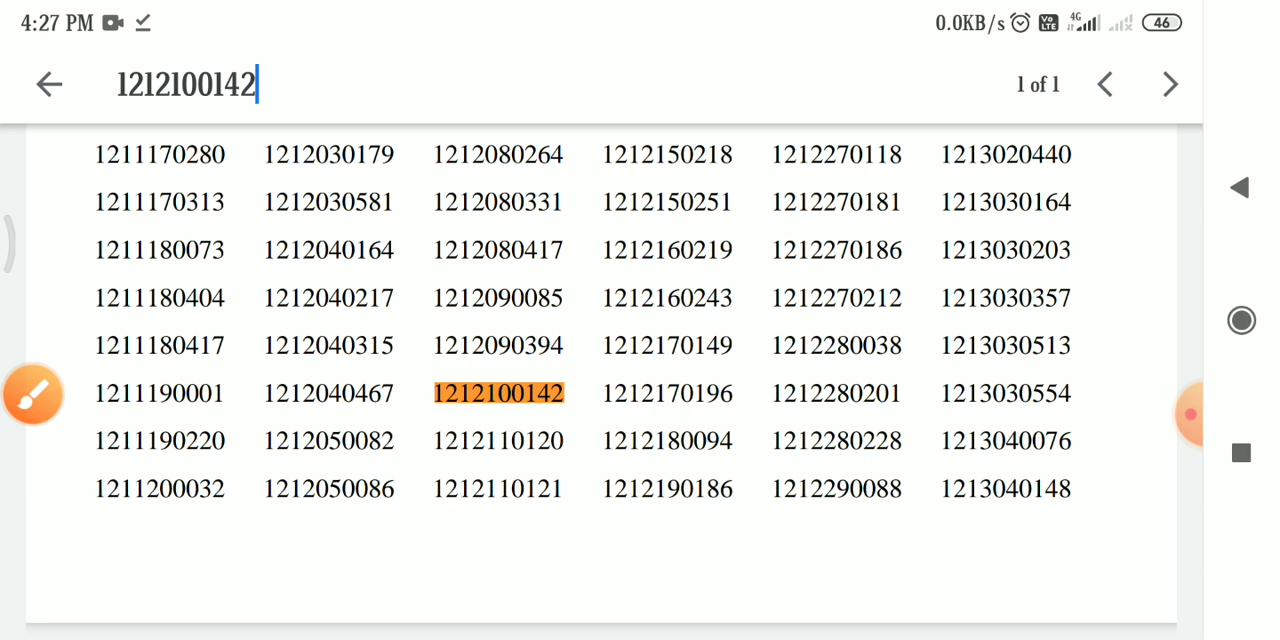 4:27 PM
0.0KB/s Vo LTE 4G 46
1212100142
1 of 1
1211170280 1212030179 1212080264 1212150218 1212270118 1213020440
1211170313 1212030581 1212080331 1212150251 1212270181 1213030164
1211180073 1212040164 1212080417 1212160219 1212270186 1213030203
1211180404 1212040217 1212090085 1212160243 1212270212 1213030357
1211180417 1212040315 1212090394 1212170149 1212280038 1213030513
1211190001 1212040467 1212100142 1212170196 1212280201 1213030554
1211190220 1212050082 1212110120 1212180094 1212280228 1213040076
1211200032 1212050086 1212110121 1212190186 1212290088 1213040148